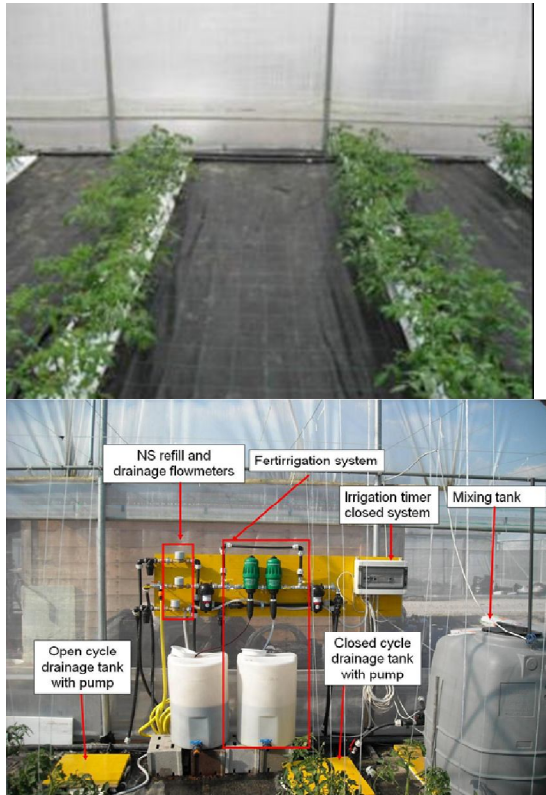 NS refill and
drainage flowmeters
Fertirrigation system
Irrigation timer
closed system
Mixing tank
Open cycle
drainage tank
with pump
Closed cycle
drainage tank
with pump